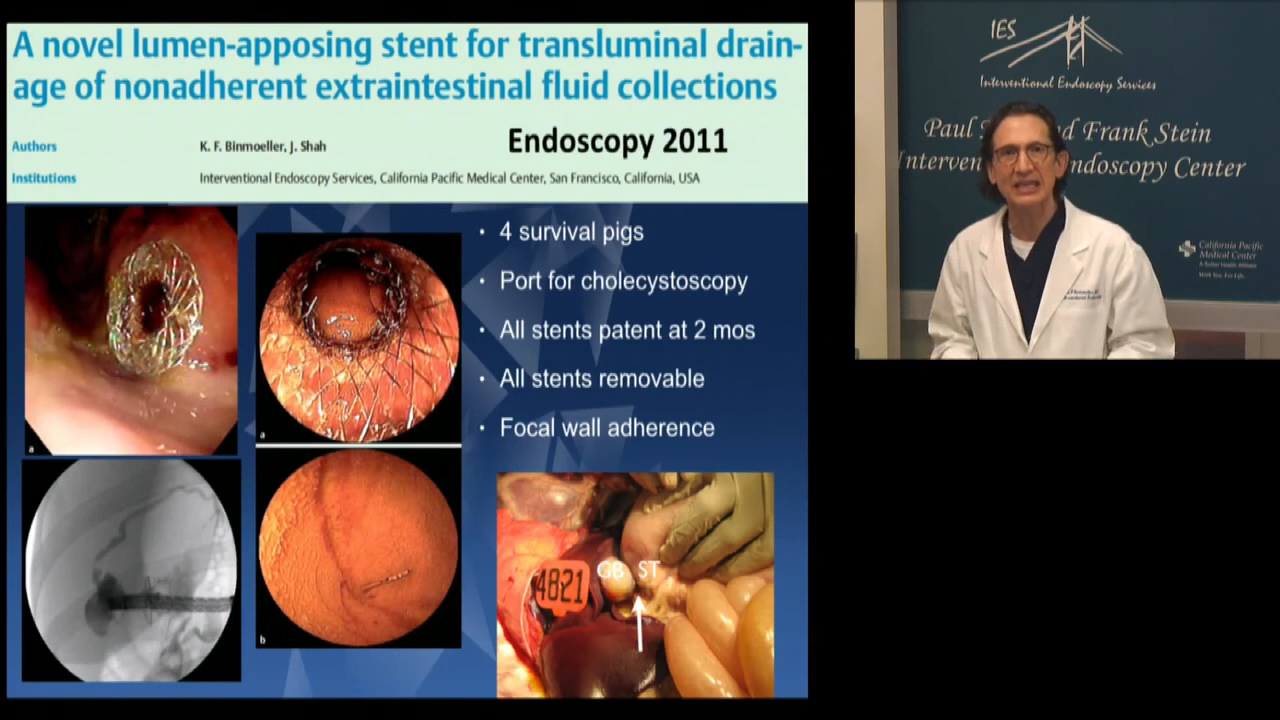 A novel lumen-apposing stent for transluminal drain-
age of nonadherent extraintestinal fluid collections
Authors K. F. Binmoeller, J. Shah
Endoscopy 2011
Institutions Interventional Endoscopy Services, California Pacific Medical Center, San Francisco, California, USA
• 4 survival pigs
• Port for cholecystoscopy
• All stents patent at 2 mos
• All stents removable
• Focal wall adherence
a
a
b
4821
GB ST
IES
Interventional Endoscopy Services
Paul Frank Stein
Endoscopy Center
California Pacific
Medical Center